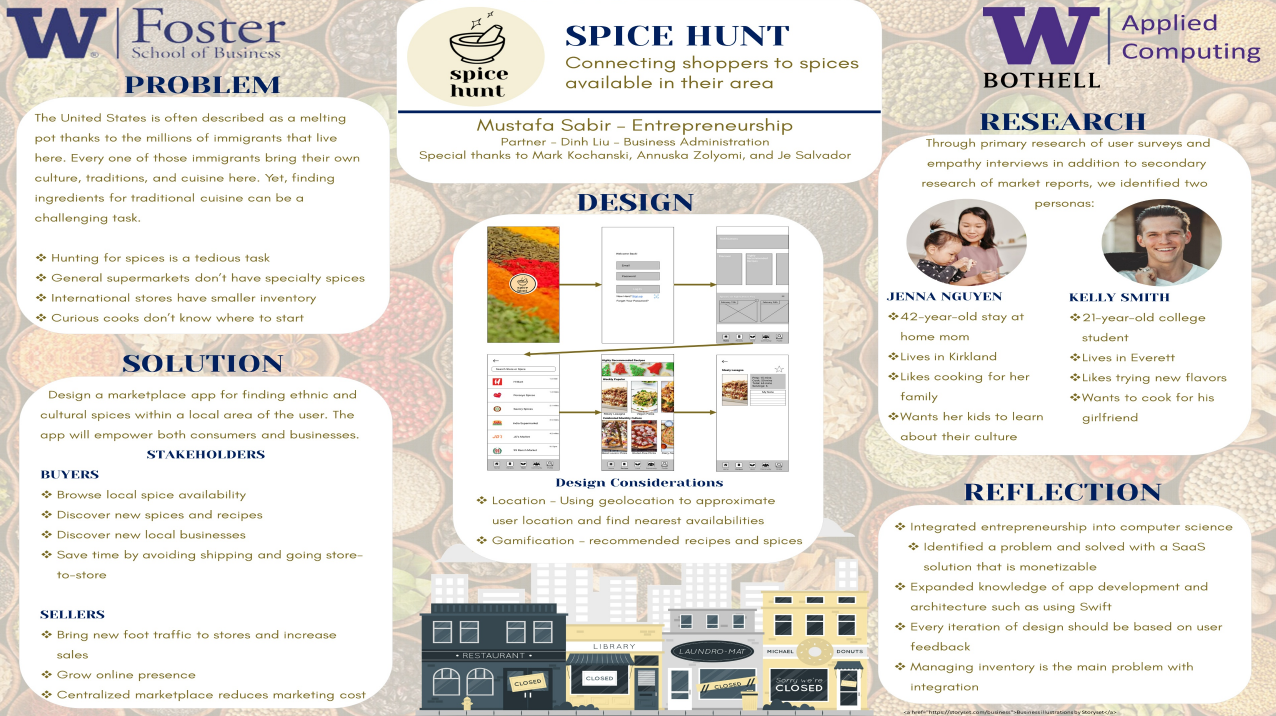 W | Foster
School of Business
PROBLEM
The United States is often described as a melting
pot thanks to the millions of immigrants that live
here. Every one of those immigrants bring their own
culture, traditions, and cuisine here. Yet, finding
ingredients for traditional cuisine can be a
challenging task.
❖ Hunting for spices is a tedious task
❖ General supermarkets don't have specialty spices
❖ International stores have smaller inventory
❖ Curious cooks don't know where to start
SOLUTION
marketplace app for finding ethnic and
cultural spices within a local area of the user. The
app will empower both consumers and businesses.
STAKEHOLDERS
BUYERS
❖ Browse local spice availability
❖ Discover new spices and recipes
❖ Discover new local businesses
❖ Save time by avoiding shipping and going store-
to-store
SELLERS
❖ Bring new foot traffic to stores and increase
sales
❖ Gain online presence
❖ Centralized marketplace reduces marketing cost
spice
hunt
SPICE HUNT
Connecting shoppers to spices
available in their area
Mustafa Sabir – Entrepreneurship
Partner – Dinh Liu – Business Administration
Special thanks to Mark Kochanski, Annuska Zolyomi, and Je Salvador
DESIGN
Email
Password
Highly Recommended Recipes
Weekly Popular
Meaty Lasagna
Design Considerations
❖ Location – Using geolocation to approximate
user location and find nearest availabilities
❖ Gamification – recommended recipes and spices
• RESTAURANT •
CLOSED
LIBRARY
CLOSED
LAUNDRO-MAT
CLOSED
MICHAEL DONUTS
Sorry we're
CLOSED
W | Applied
Computing
BOTHELL
RESEARCH
Through primary research of user surveys and
empathy interviews in addition to secondary
research of market reports, we identified two
personas:
JENNA NGUYEN
❖42-year-old stay at
home mom
❖Lives in Kirkland
❖Likes cooking for her
family
❖Wants her kids to learn
about their culture
KELLY SMITH
❖21-year-old college
student
❖Lives in Everett
❖Likes trying new food
❖Wants to cook for his
girlfriend
REFLECTION
❖ Integrated entrepreneurship into computer science
❖ Identified a problem and solved with a SaaS
solution that is monetizable
❖ Expanded knowledge of app development and
architecture such as using Swift
❖ Every iteration of design should be based on user
feedback
❖ Managing inventory is the main problem with
integration
<a href="https://storyset.com/business">Business illustrations by Storyset</a>